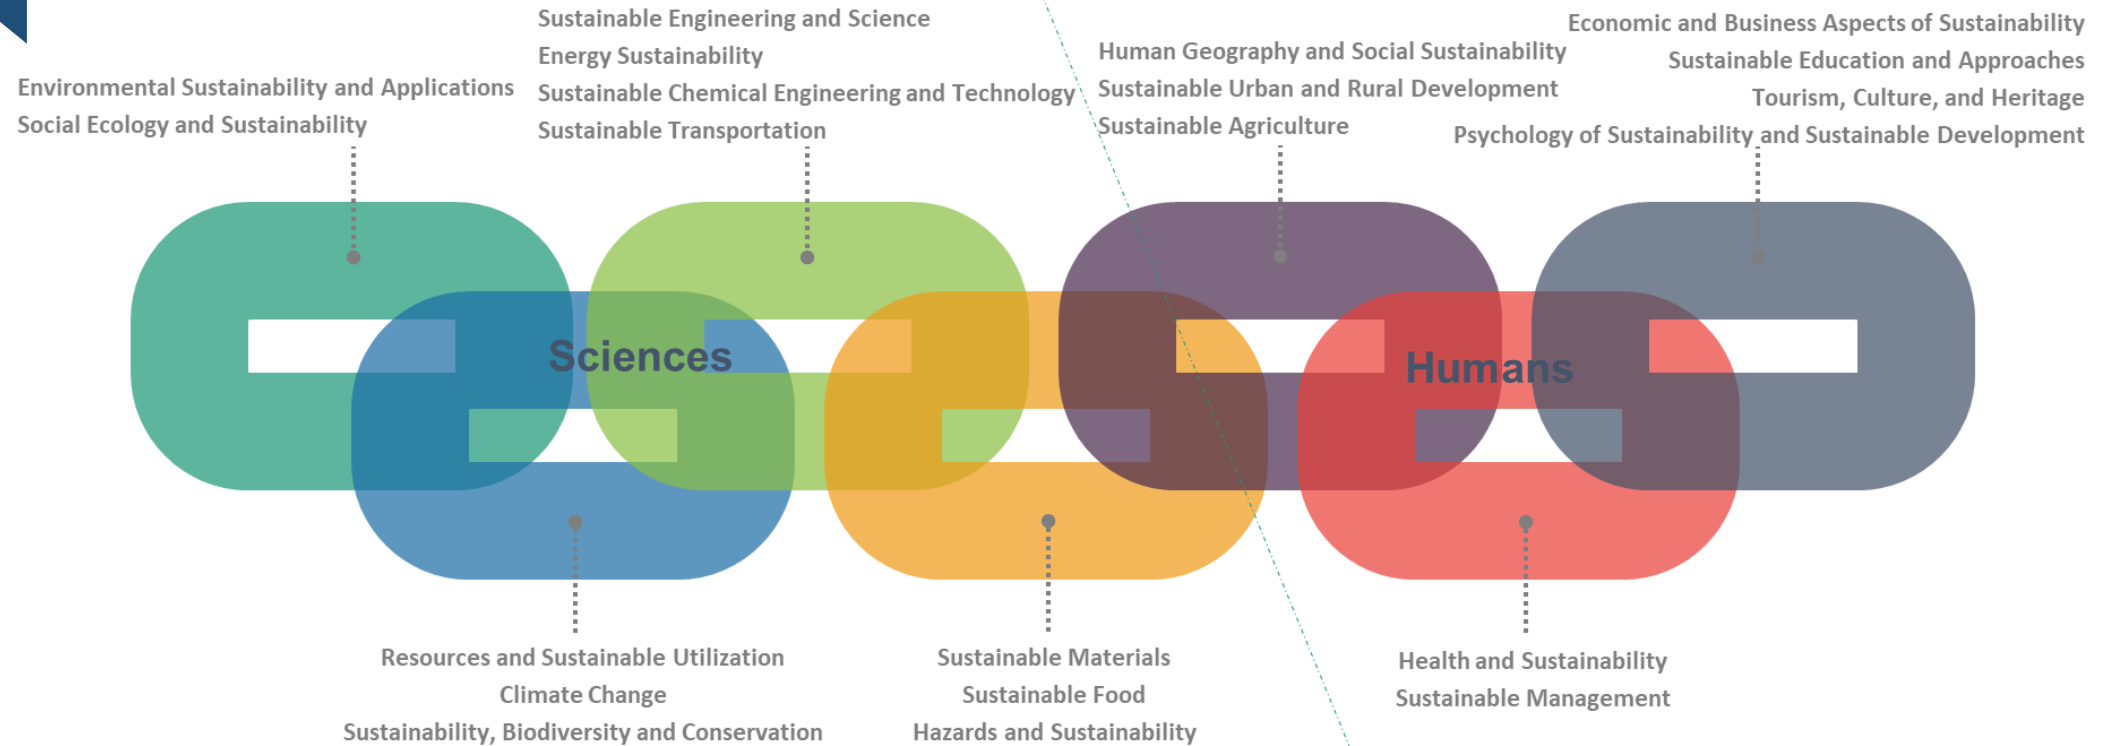 Environmental Sustainability and Applications
Social Ecology and Sustainability
Sustainable Engineering and Science
Energy Sustainability
Sustainable Chemical Engineering and Technology
Sustainable Transportation
Human Geography and Social Sustainability
Sustainable Urban and Rural Development
Sustainable Agriculture
Economic and Business Aspects of Sustainability
Sustainable Education and Approaches
Tourism, Culture, and Heritage
Psychology of Sustainability and Sustainable Development
Sciences
Humans
Resources and Sustainable Utilization
Climate Change
Sustainability, Biodiversity and Conservation
Sustainable Materials
Sustainable Food
Hazards and Sustainability
Health and Sustainability
Sustainable Management